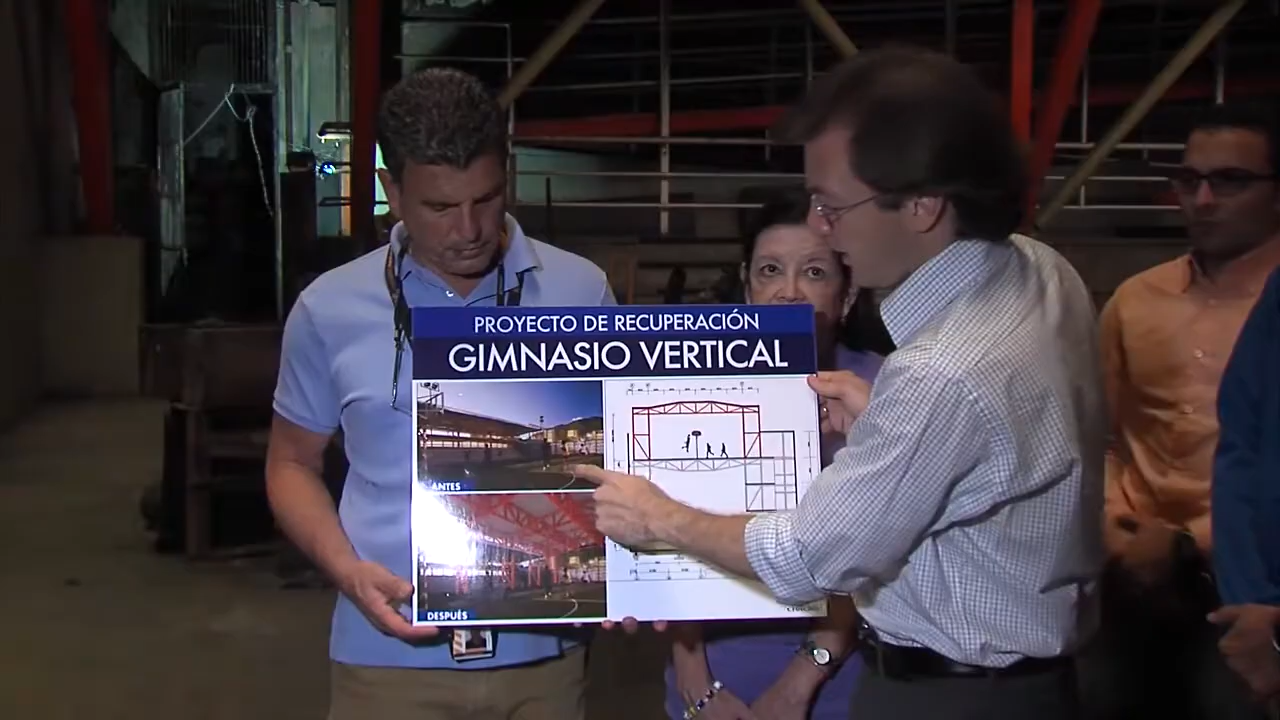 PROYECTO DE RECUPERACIÓN
GIMNASIO VERTICAL
ANTES
DESPUÉS